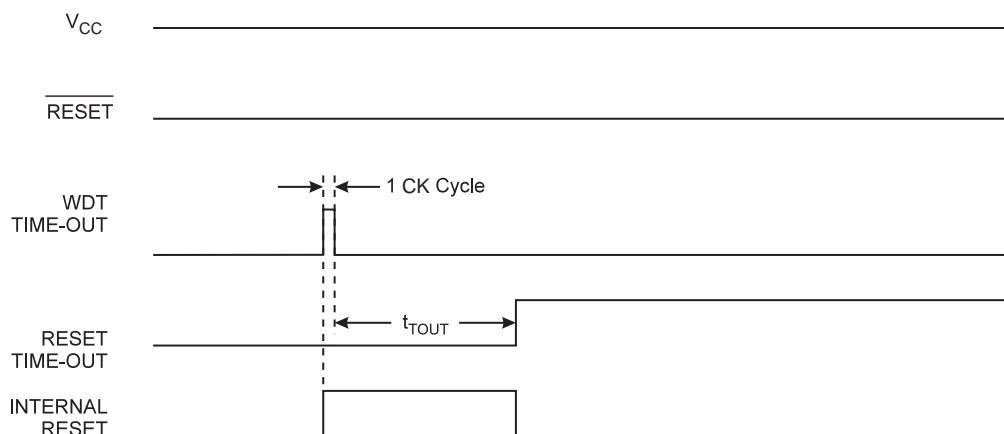 VCC
RESET
1 CK Cycle
WDT
TIME-OUT
tTOUT
RESET
TIME-OUT
INTERNAL
RESET